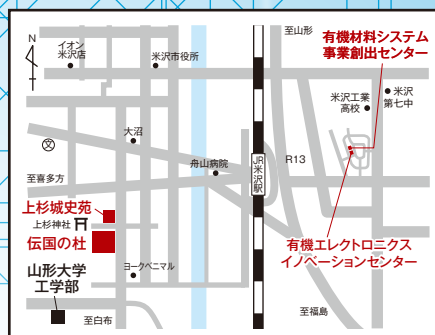 N
イオン
米沢店
米沢市役所
至山形
有機材料システム
事業創出センター
米沢工業
高校
米沢
第七中
文
大沼
舟山病院
JR米沢駅
R13
至喜多方
上杉城史苑
上杉神社
伝国の杜
ヨークベニマル
有機エレクトロニクス
イノベーションセンター
山形大学
工学部
至白布
至福島